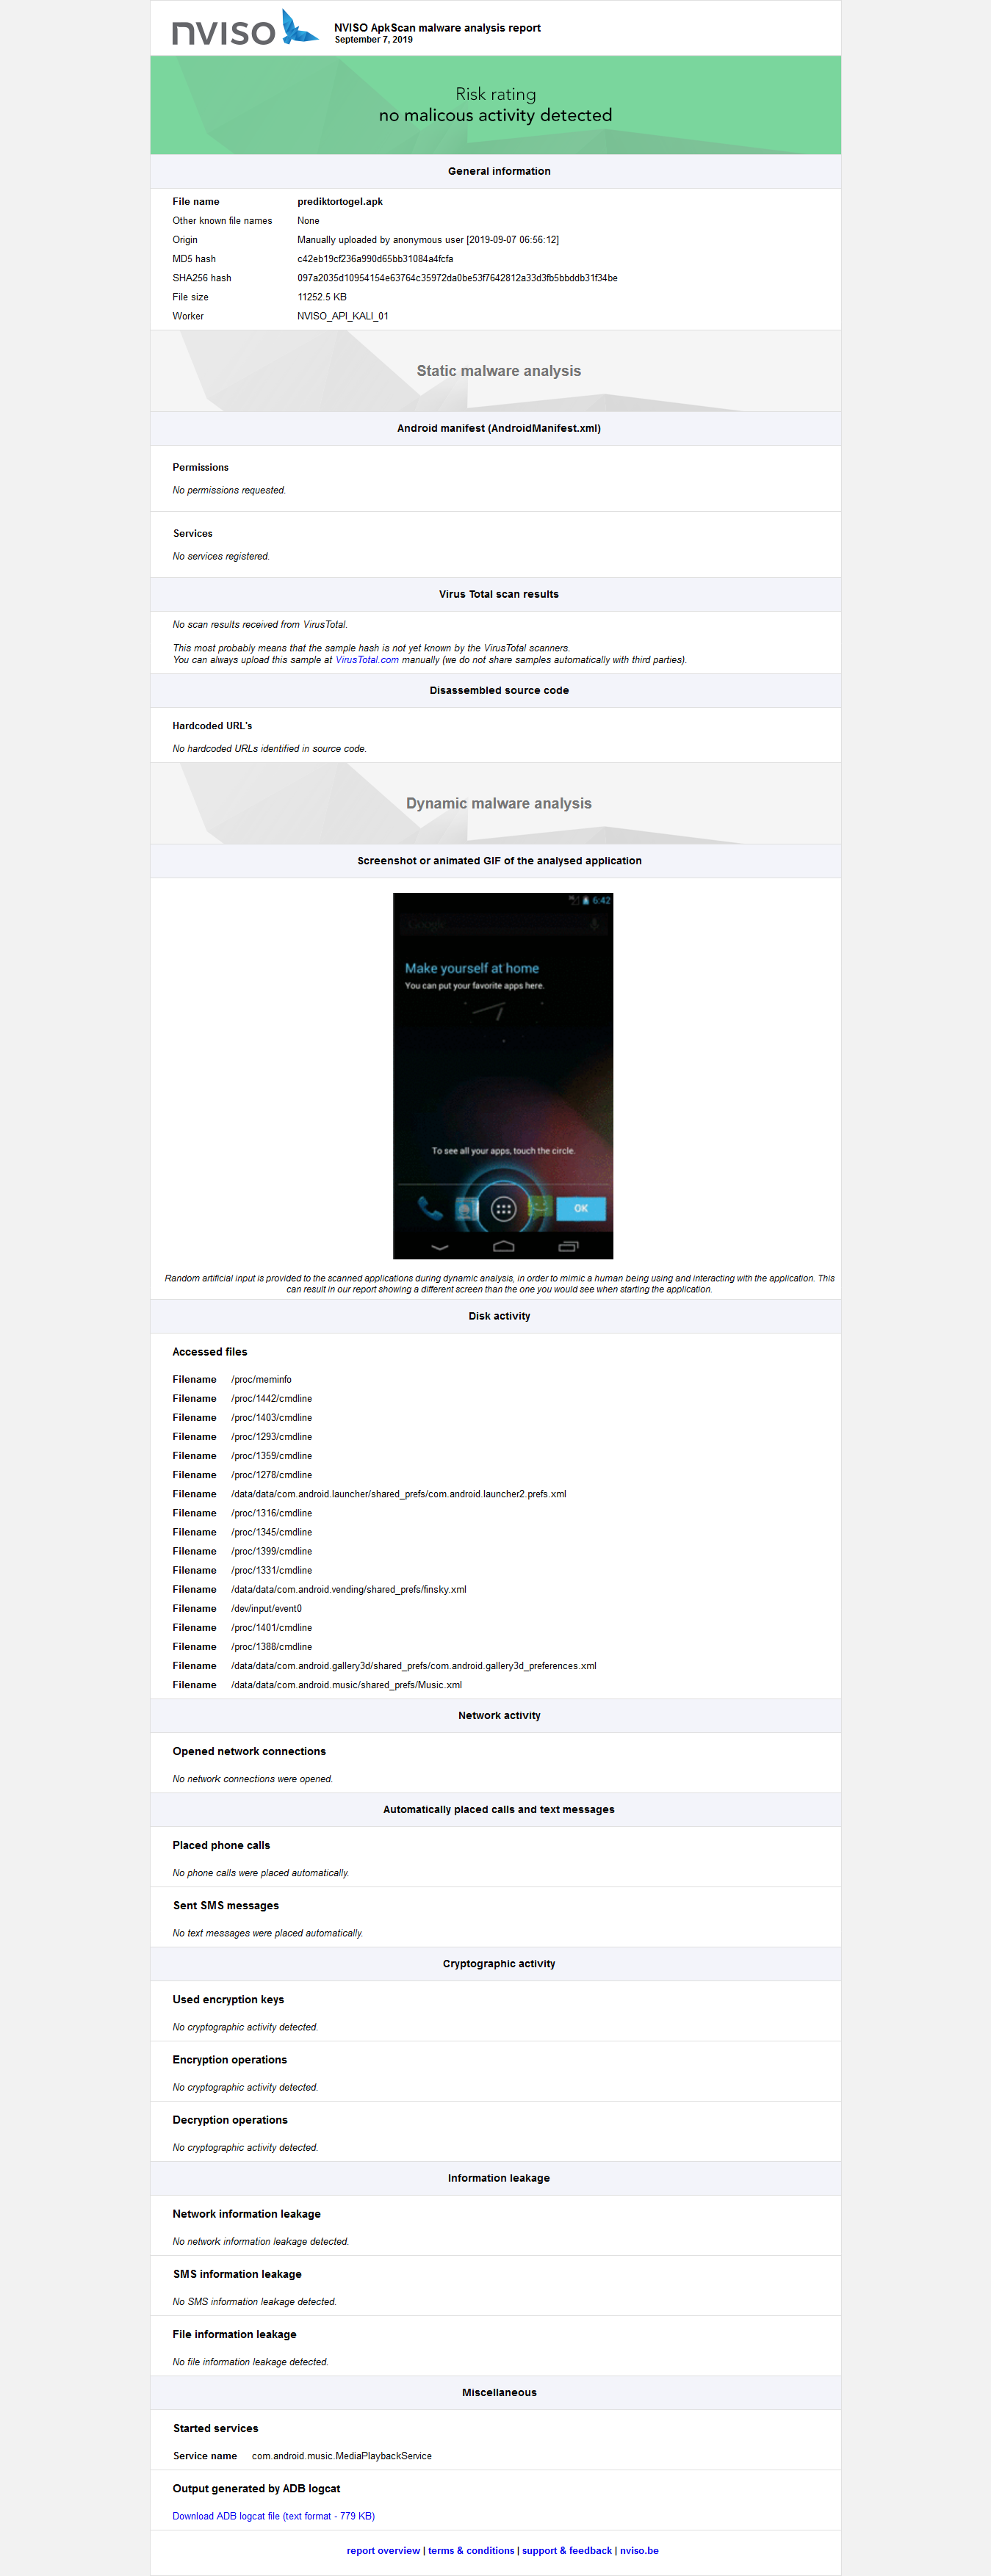 nviso
NVISO ApkScan malware analysis report
September 7, 2019
Risk rating
no malicous activity detected
General information
File name prediktortogel.apk
Other known file names None
Origin Manually uploaded by anonymous user [2019-09-07 06:56:12]
MD5 hash c42eb19cf236a990d65bb31084a4fcfa
SHA256 hash 097a2035d10954154e63764c35972da0be53f7642812a33d3fb5bbddb31f34be
File size 11252.5 KB
Worker NVISO_API_KALI_01
Static malware analysis
Android manifest (AndroidManifest.xml)
Permissions
No permissions requested.
Services
No services registered.
Virus Total scan results
No scan results received from VirusTotal.
This most probably means that the sample hash is not yet known by the VirusTotal scanners.
You can always upload this sample at VirusTotal.com manually (we do not share samples automatically with third parties).
Disassembled source code
Hardcoded URL's
No hardcoded URLs identified in source code.
Dynamic malware analysis
Screenshot or animated GIF of the analysed application
6:42
Google
Make yourself at home
You can put your favorite apps here.
To see all your apps, touch the circle.
OK
Random artificial input is provided to the scanned applications during dynamic analysis, in order to mimic a human being using and interacting with the application. This
can result in our report showing a different screen than the one you would see when starting the application.
Disk activity
Accessed files
Filename /proc/meminfo
Filename /proc/1442/cmdline
Filename /proc/1403/cmdline
Filename /proc/1293/cmdline
Filename /proc/1359/cmdline
Filename /proc/1278/cmdline
Filename /data/data/com.android.launcher/shared_prefs/com.android.launcher2.prefs.xml
Filename /proc/1316/cmdline
Filename /proc/1345/cmdline
Filename /proc/1399/cmdline
Filename /proc/1331/cmdline
Filename /data/data/com.android.vending/shared_prefs/finsky.xml
Filename /dev/input/event0
Filename /proc/1401/cmdline
Filename /proc/1388/cmdline
Filename /data/data/com.android.gallery3d/shared_prefs/com.android.gallery3d_preferences.xml
Filename /data/data/com.android.music/shared_prefs/Music.xml
Network activity
Opened network connections
No network connections were opened.
Automatically placed calls and text messages
Placed phone calls
No phone calls were placed automatically.
Sent SMS messages
No text messages were placed automatically.
Cryptographic activity
Used encryption keys
No cryptographic activity detected.
Encryption operations
No cryptographic activity detected.
Decryption operations
No cryptographic activity detected.
Information leakage
Network information leakage
No network information leakage detected.
SMS information leakage
No SMS information leakage detected.
File information leakage
No file information leakage detected.
Miscellaneous
Started services
Service name com.android.music.MediaPlaybackService
Output generated by ADB logcat
Download ADB logcat file (text format - 779 KB)
report overview | terms & conditions | support & feedback | nviso.be